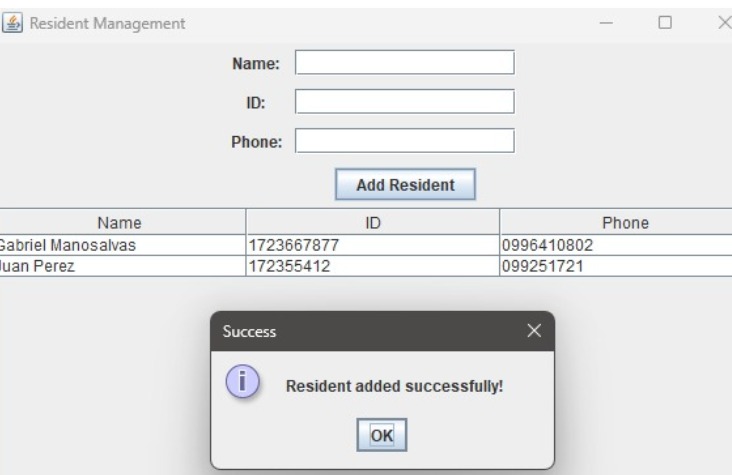 Resident Management
Name:
ID:
Phone:
Add Resident
Name ID Phone
Gabriel Manosalvas 1723667877 0996410802
Juan Perez 172355412 099251721
Success
Resident added successfully!
OK